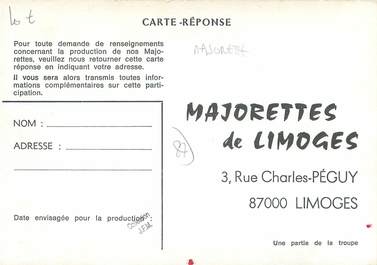 Lot
CARTE-RÉPONSE
MAJORETTE
Pour toute demande de renseignements
concernant la production de nos Majo-
rettes, veuillez nous retourner cette carte
réponse en indiquant votre adresse.
Il vous sera alors transmis toutes infor-
mations complémentaires sur cette parti-
cipation.
NOM :
ADRESSE :
Date envisagée pour la production :
87
MAJORETTES
de LIMOGES
3, Rue Charles-PÉGUY
87000 LIMOGES
Une partie de la troupe